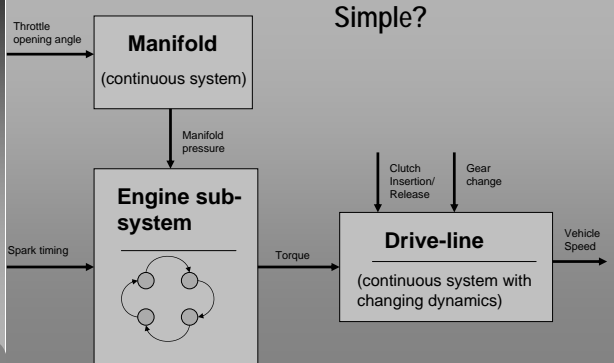 Simple?
Throttle
opening angle
Manifold
(continuous system)
Manifold
pressure
Clutch
Insertion/
Release
Gear
change
Engine sub-
system
Spark timing
Torque
Drive-line
(continuous system with
changing dynamics)
Vehicle
Speed